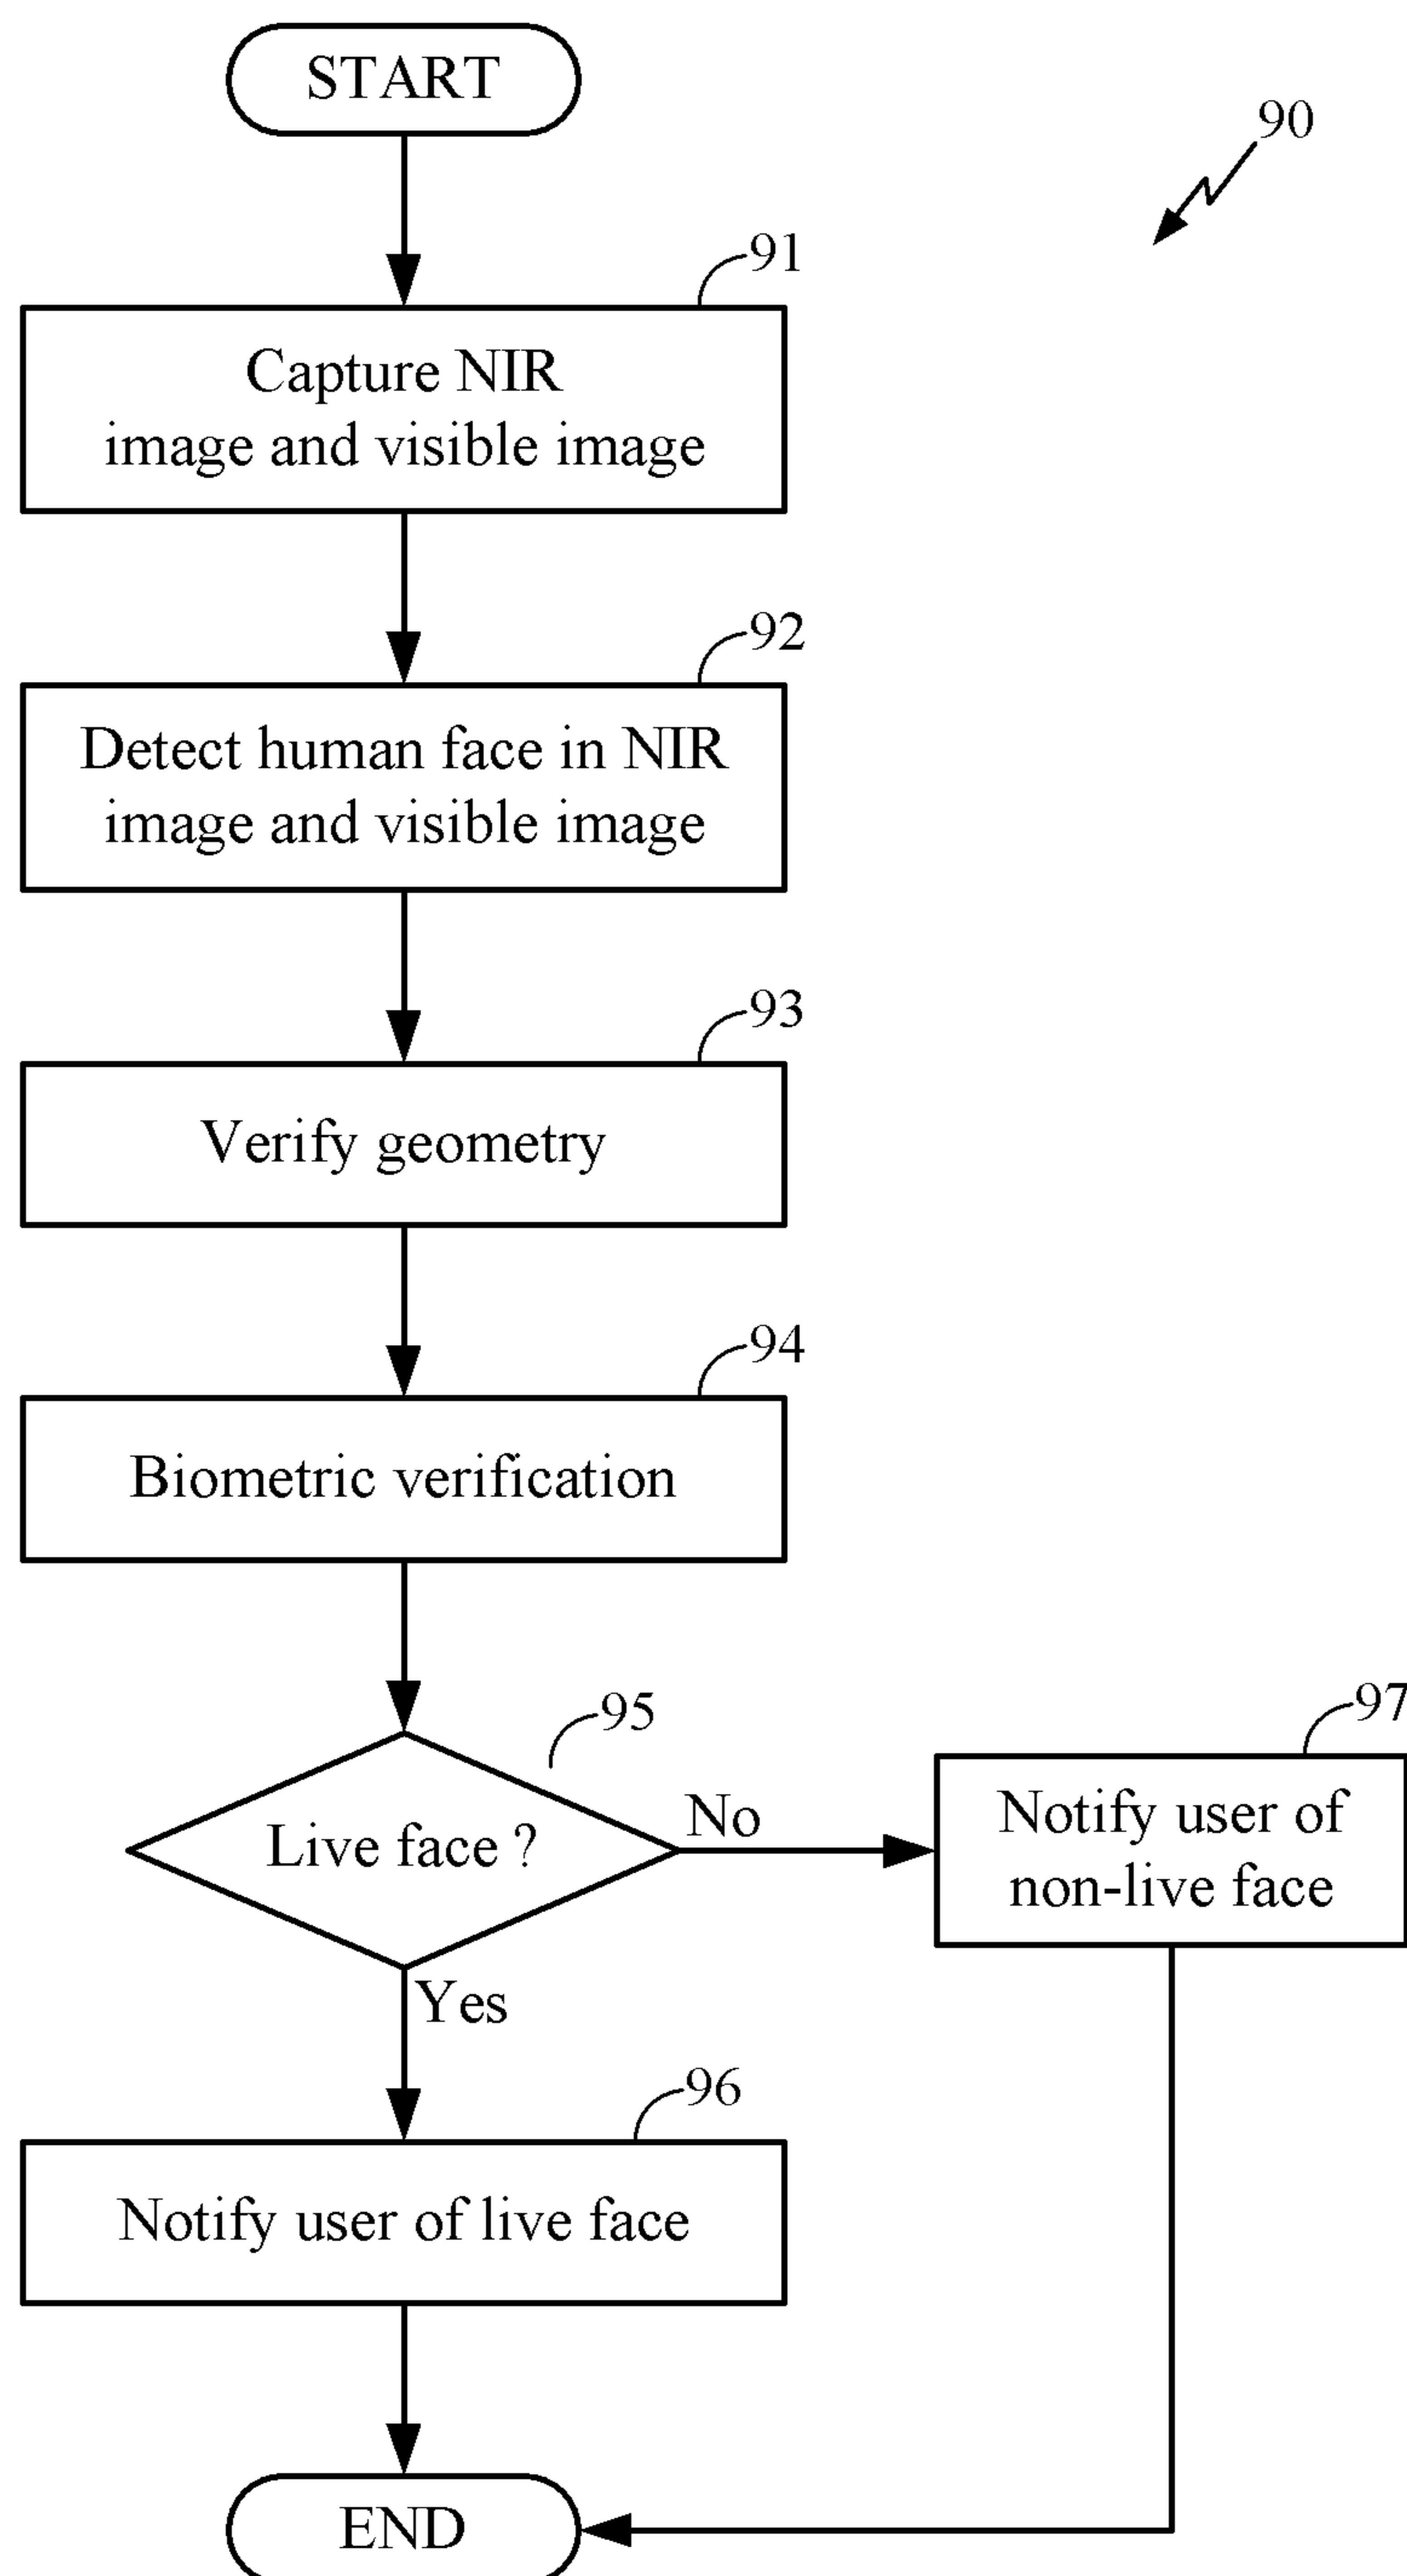 START
90
91
Capture NIR
image and visible image
92
Detect human face in NIR
image and visible image
93
Verify geometry
94
Biometric verification
95
Live face ?
No
97
Notify user of
non-live face
Yes
96
Notify user of live face
END